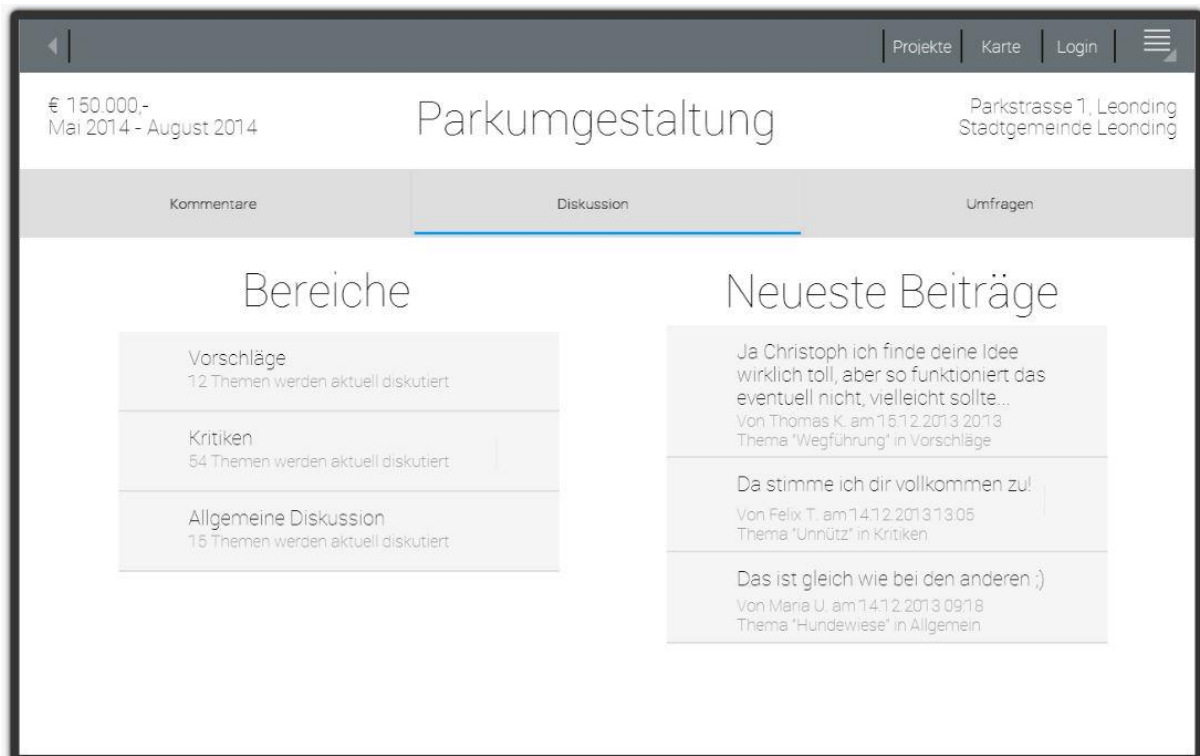 Projekte
Karte
Login
€ 150.000,-
Mai 2014 - August 2014
Parkumgestaltung
Parkstrasse 1, Leonding
Stadtgemeinde Leonding
Kommentare
Diskussion
Umfragen
Bereiche
Vorschläge
12 Themen werden aktuell diskutiert
Kritiken
54 Themen werden aktuell diskutiert
Allgemeine Diskussion
15 Themen werden aktuell diskutiert
Neueste Beiträge
Ja Christoph ich finde deine Idee
wirklich toll, aber so funktioniert das
eventuell nicht, vielleicht sollte...
Von Thomas K. am 15.12.2013 20:13
Thema "Wegführung" in Vorschläge
Da stimme ich dir vollkommen zu!
Von Felix T. am 14.12.2013 13:05
Thema "Unnütz" in Kritiken
Das ist gleich wie bei den anderen ;)
Von Maria U. am 14.12.2013 09:18
Thema "Hundewiese" in Allgemein